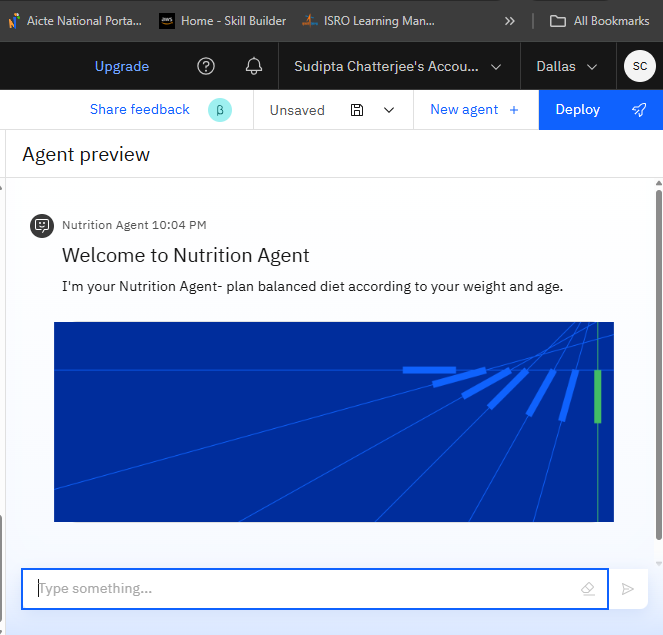 Aicte National Porta... aws Home - Skill Builder ISRO Learning Man... » All Bookmarks
Upgrade Sudipta Chatterjee's Accou... Dallas SC
Share feedback β Unsaved New agent + Deploy
Agent preview
Nutrition Agent 10:04 PM
Welcome to Nutrition Agent
I'm your Nutrition Agent- plan balanced diet according to your weight and age.
Type something...